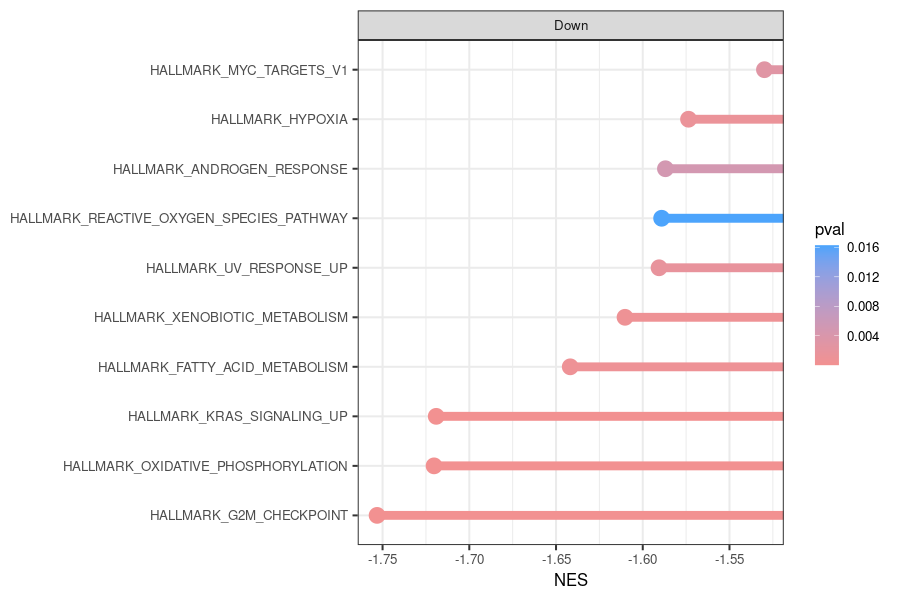 Down
HALLMARK_MYC_TARGETS_V1
HALLMARK_HYPOXIA
HALLMARK_ANDROGEN_RESPONSE
HALLMARK_REACTIVE_OXYGEN_SPECIES_PATHWAY
HALLMARK_UV_RESPONSE_UP
HALLMARK_XENOBIOTIC_METABOLISM
HALLMARK_FATTY_ACID_METABOLISM
HALLMARK_KRAS_SIGNALING_UP
HALLMARK_OXIDATIVE_PHOSPHORYLATION
HALLMARK_G2M_CHECKPOINT
-1.75 -1.70 -1.65 -1.60 -1.55
NES
pval
0.016
0.012
0.008
0.004